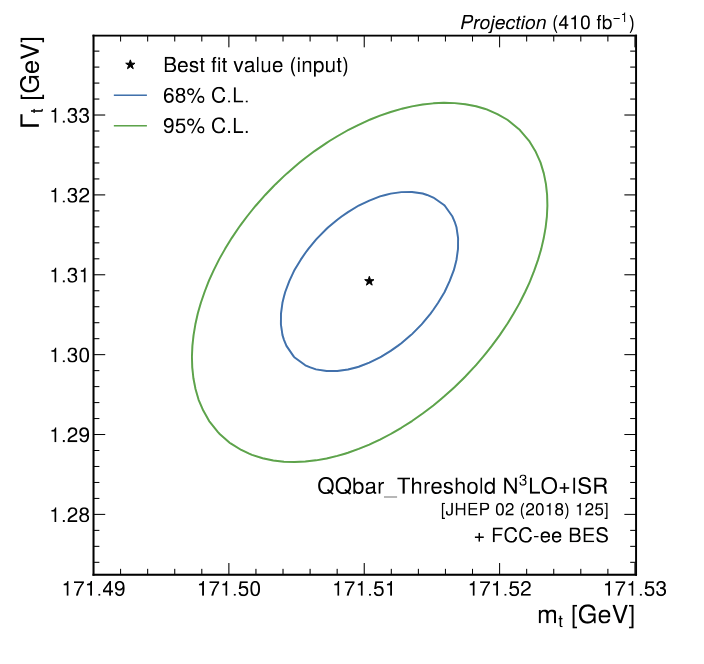 Projection (410 fb⁻¹)
Γt [GeV]
Best fit value (input)
68% C.L.
95% C.L.
1.33
1.32
1.31
1.30
1.29
1.28
QQbar_Threshold N³LO+ISR
[JHEP 02 (2018) 125]
+ FCC-ee BES
171.49 171.50 171.51 171.52 171.53
mt [GeV]